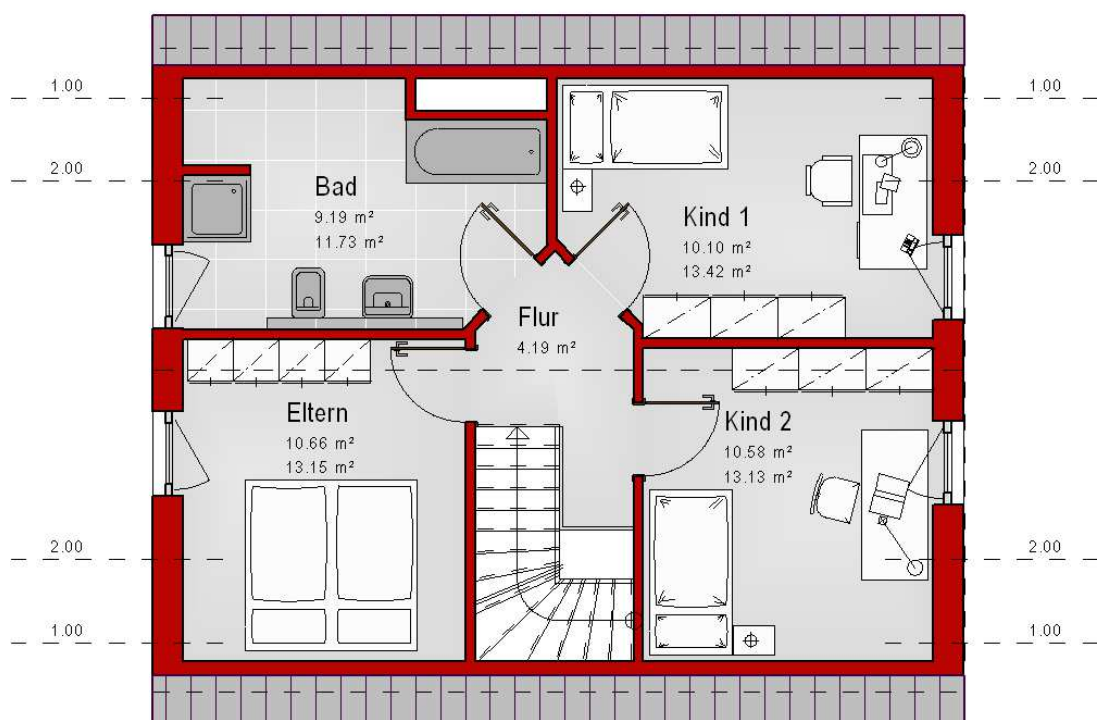 1.00
1.00
2.00
2.00
Bad
9.19 m²
11.73 m²
Kind 1
10.10 m²
13.42 m²
Flur
4.19 m²
Eltern
10.66 m²
13.15 m²
Kind 2
10.58 m²
13.13 m²
2.00
2.00
1.00
1.00